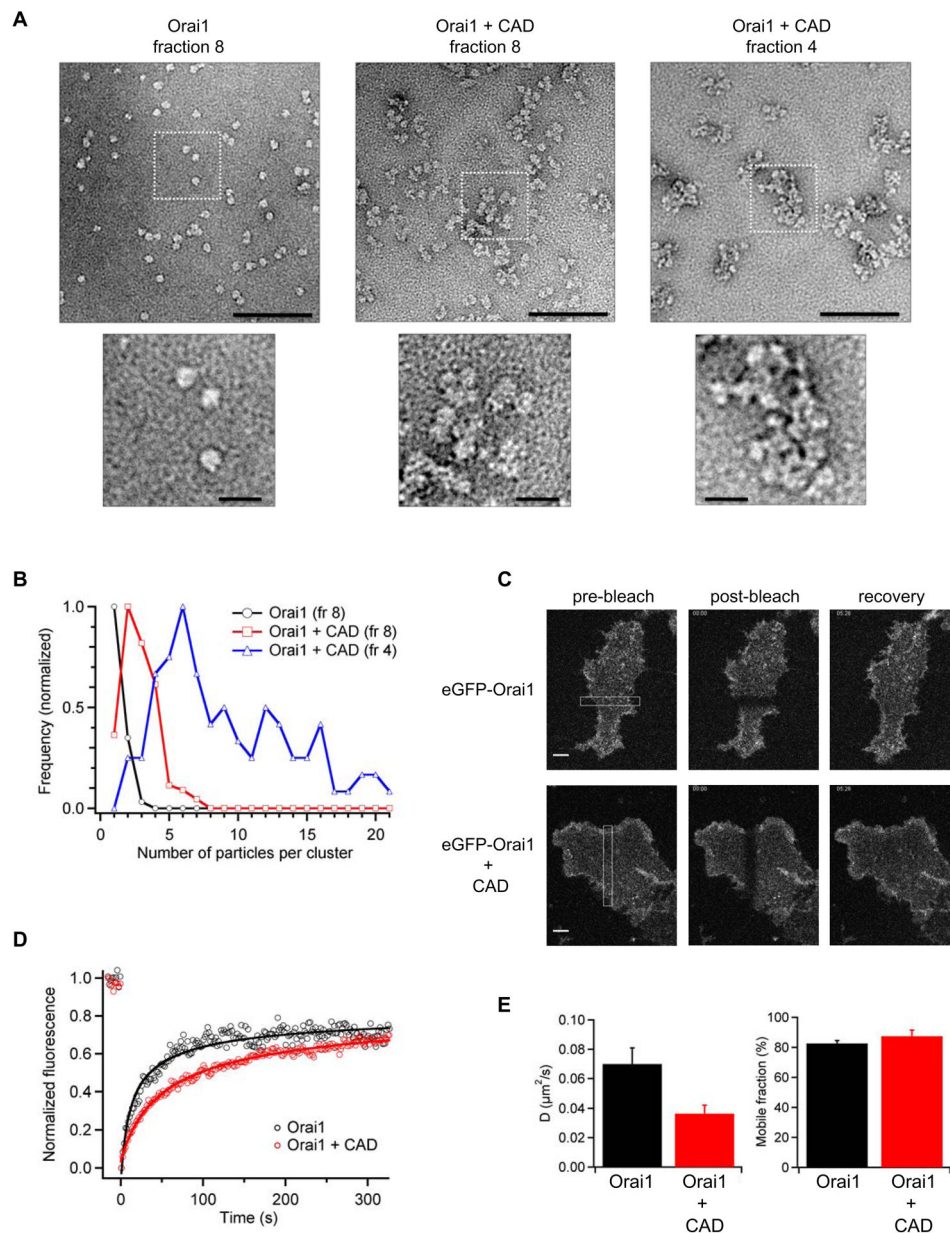 A
Orai1
fraction 8
Orai1 + CAD
fraction 8
Orai1 + CAD
fraction 4
B
Frequency (normalized)
1.0
0.5
0.0
0
5
10
15
20
Number of particles per cluster
Orai1 (fr 8)
Orai1 + CAD (fr 8)
Orai1 + CAD (fr 4)
C
pre-bleach
post-bleach
recovery
eGFP-Orai1
00:00
05:28
eGFP-Orai1
+
CAD
00:00
05:28
D
Normalized fluorescence
1.0
0.8
0.6
0.4
0.2
0.0
0
100
200
300
Time (s)
Orai1
Orai1 + CAD
E
D (µm²/s)
0.10
0.08
0.06
0.04
0.02
0.00
Orai1
Orai1
+
CAD
Mobile fraction (%)
100
80
60
40
20
0
Orai1
Orai1
+
CAD